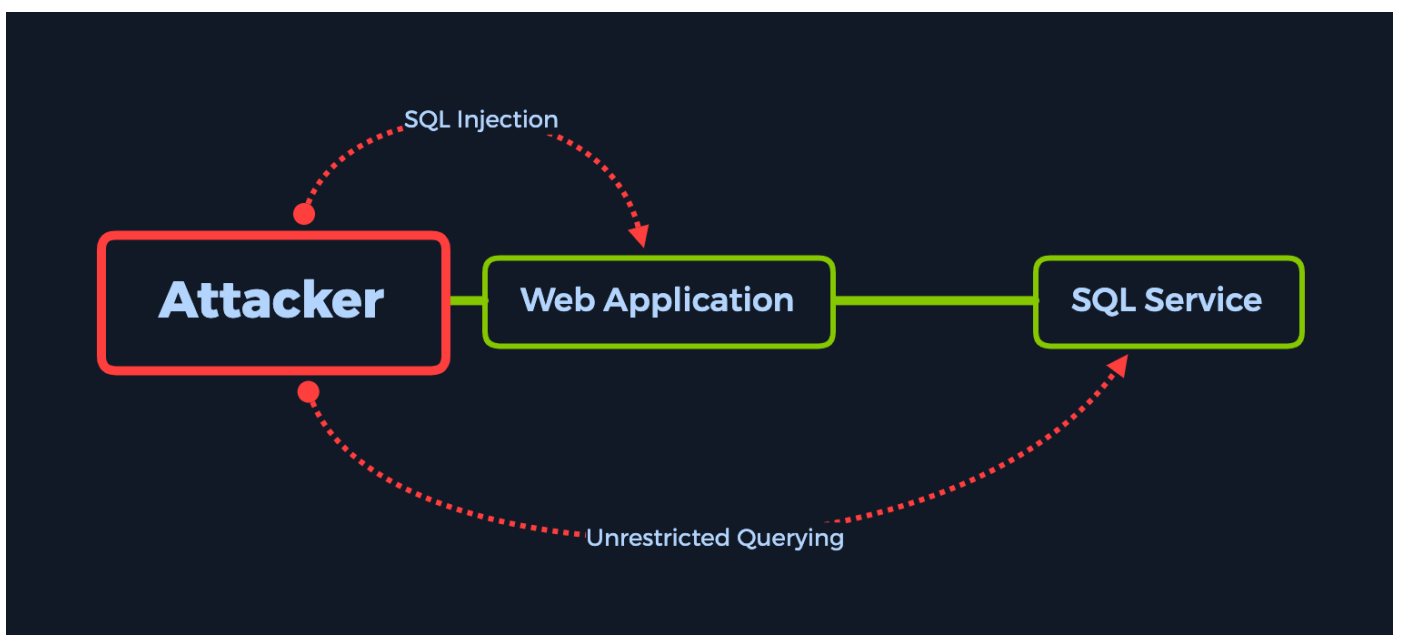 SQL Injection
Attacker
Web Application
SQL Service
Unrestricted Querying